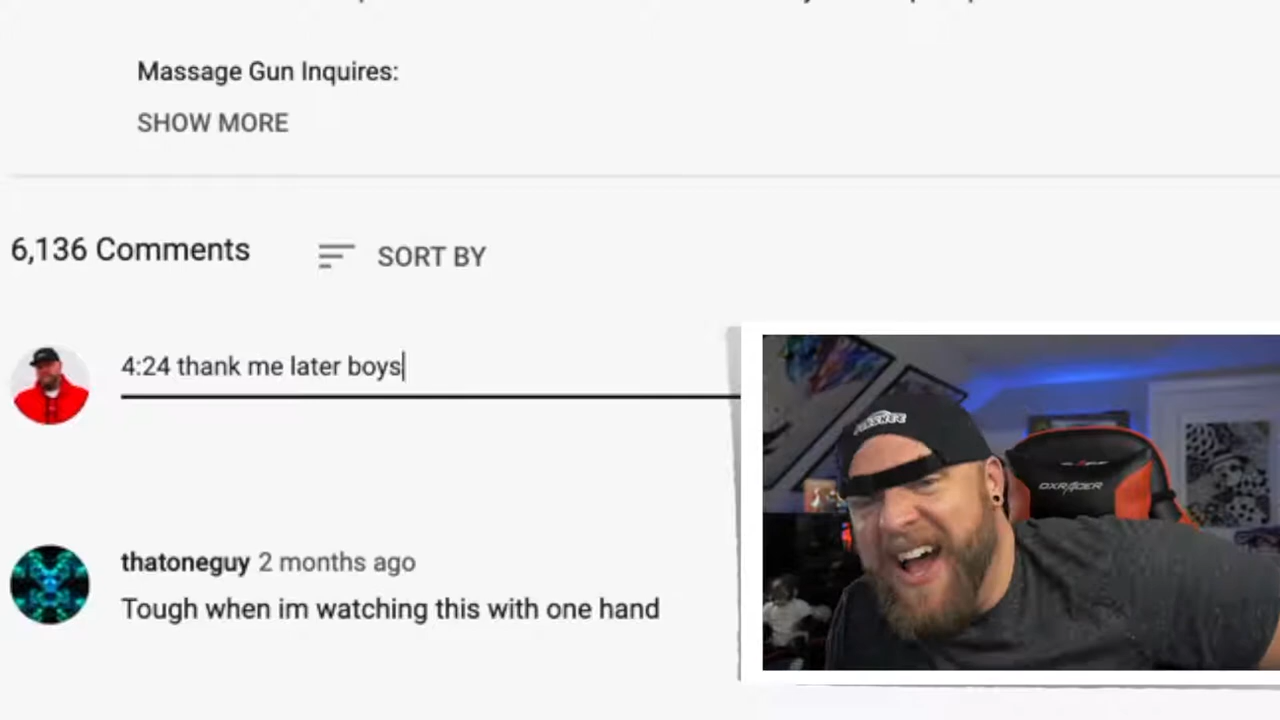 Massage Gun Inquires:
SHOW MORE
6,136 Comments
SORT BY
4:24 thank me later boys
thatoneguy 2 months ago
Tough when im watching this with one hand
DXRACER